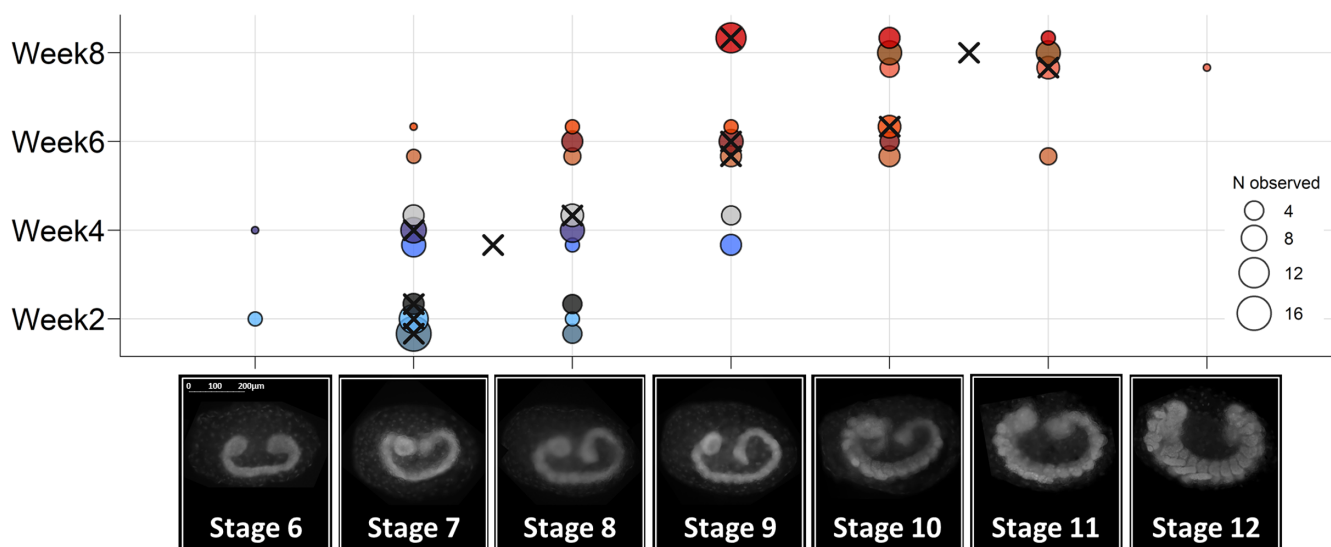 Week8
Week6
Week4
Week2
N observed
4
8
12
16
0 100 200µm
Stage 6
Stage 7
Stage 8
Stage 9
Stage 10
Stage 11
Stage 12